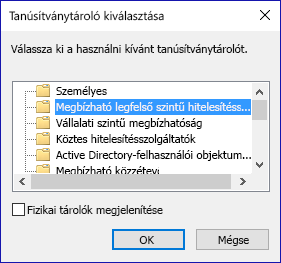 Tanúsítványtároló kiválasztása
Válassza ki a használni kívánt tanúsítványtárolót.
Személyes
Megbízható legfelső szintű hitelesítéss...
Vállalati szintű megbízhatóság
Köztes hitelesítésszolgáltatók
Active Directory-felhasználói objektum...
Megbízható közzétevő
Fizikai tárolók megjelenítése
OK
Mégse